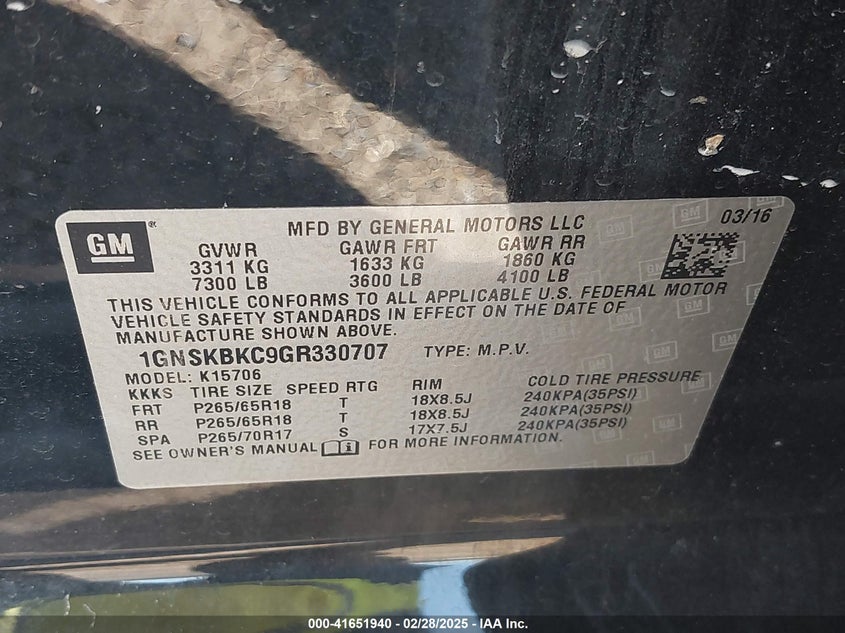 GM
MFD BY GENERAL MOTORS LLC 03/16
GVWR GAWR FRT GAWR RR
3311 KG 1633 KG 1860 KG
7300 LB 3600 LB 4100 LB
THIS VEHICLE CONFORMS TO ALL APPLICABLE U.S. FEDERAL MOTOR
VEHICLE SAFETY STANDARDS IN EFFECT ON THE DATE OF
MANUFACTURE SHOWN ABOVE.
1GNSKBKC9GR330707 TYPE: M.P.V.
MODEL: K15706
KKKS TIRE SIZE SPEED RTG RIM COLD TIRE PRESSURE
FRT P265/65R18 T 18X8.5J 240KPA(35PSI)
RR P265/65R18 T 18X8.5J 240KPA(35PSI)
SPA P265/70R17 S 17X7.5J 240KPA(35PSI)
SEE OWNER'S MANUAL FOR MORE INFORMATION.
000-41651940 - 02/28/2025 - IAA Inc.